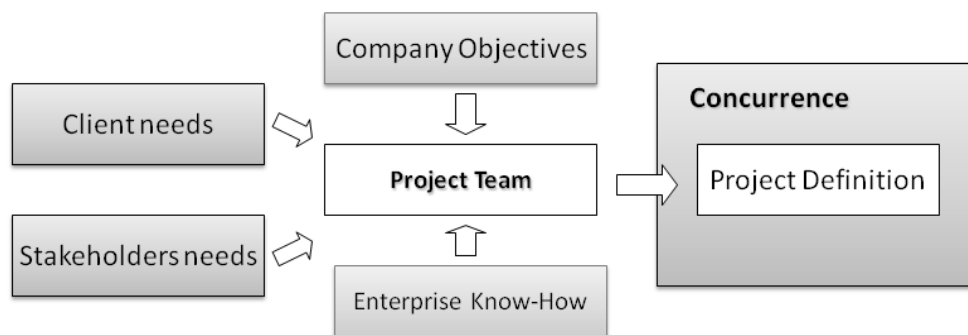 Company Objectives
Client needs
Concurrence
Project Team
Project Definition
Stakeholders needs
Enterprise Know-How